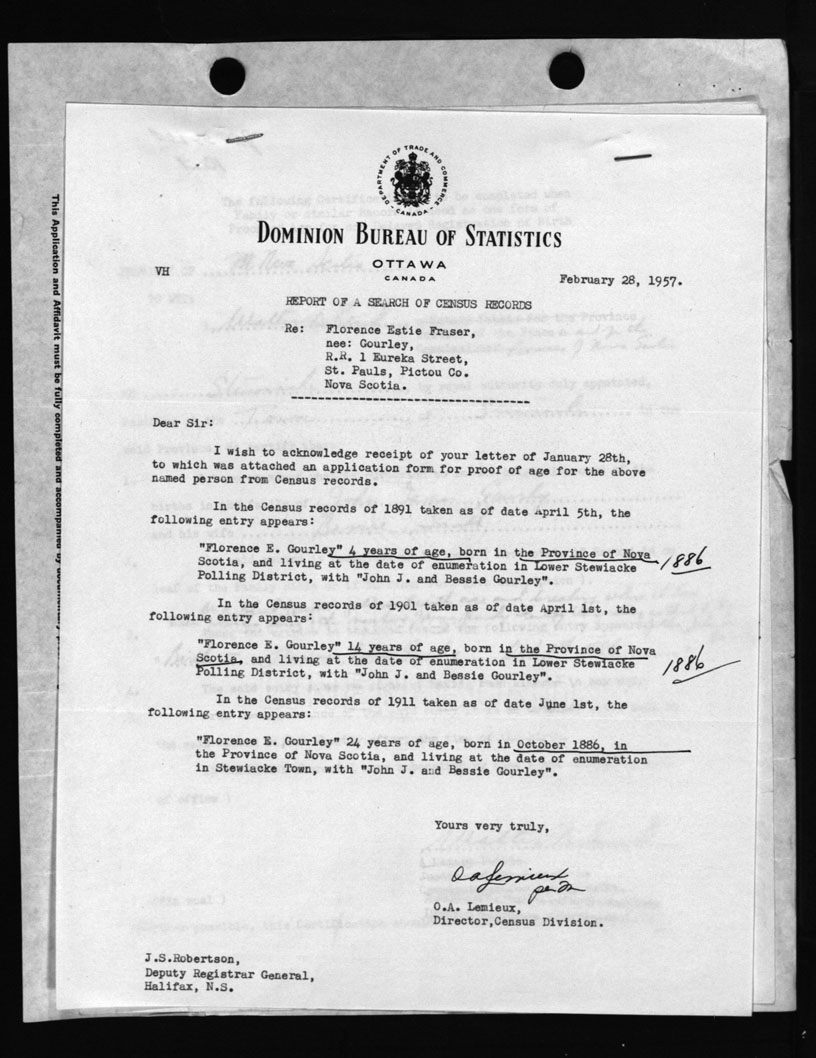 DEPARTMENT OF TRADE AND COMMERCE
- CANADA -
DOMINION BUREAU OF STATISTICS
OTTAWA
CANADA
VH
February 28, 1957.
REPORT OF A SEARCH OF CENSUS RECORDS
Re: Florence Estie Fraser,
nee: Gourley,
R.R. 1 Eureka Street,
St. Pauls, Pictou Co.
Nova Scotia.
Dear Sir:
I wish to acknowledge receipt of your letter of January 28th,
to which was attached an application form for proof of age for the above
named person from Census records.
In the Census records of 1891 taken as of date April 5th, the
following entry appears:
"Florence E. Gourley" 4 years of age, born in the Province of Nova
Scotia, and living at the date of enumeration in Lower Stewiacke
Polling District, with "John J. and Bessie Gourley".
1886
In the Census records of 1901 taken as of date April 1st, the
following entry appears:
"Florence E. Gourley" 14 years of age, born in the Province of Nova
Scotia, and living at the date of enumeration in Lower Stewiacke
Polling District, with "John J. and Bessie Gourley".
1886
In the Census records of 1911 taken as of date June 1st, the
following entry appears:
"Florence E. Gourley" 24 years of age, born in October 1886, in
the Province of Nova Scotia, and living at the date of enumeration
in Stewiacke Town, with "John J. and Bessie Gourley".
Yours very truly,
O A Lemieux
O.A. Lemieux,
Director,Census Division.
J.S.Robertson,
Deputy Registrar General,
Halifax, N.S.
This Application and Affidavit must be fully completed and accompanied by